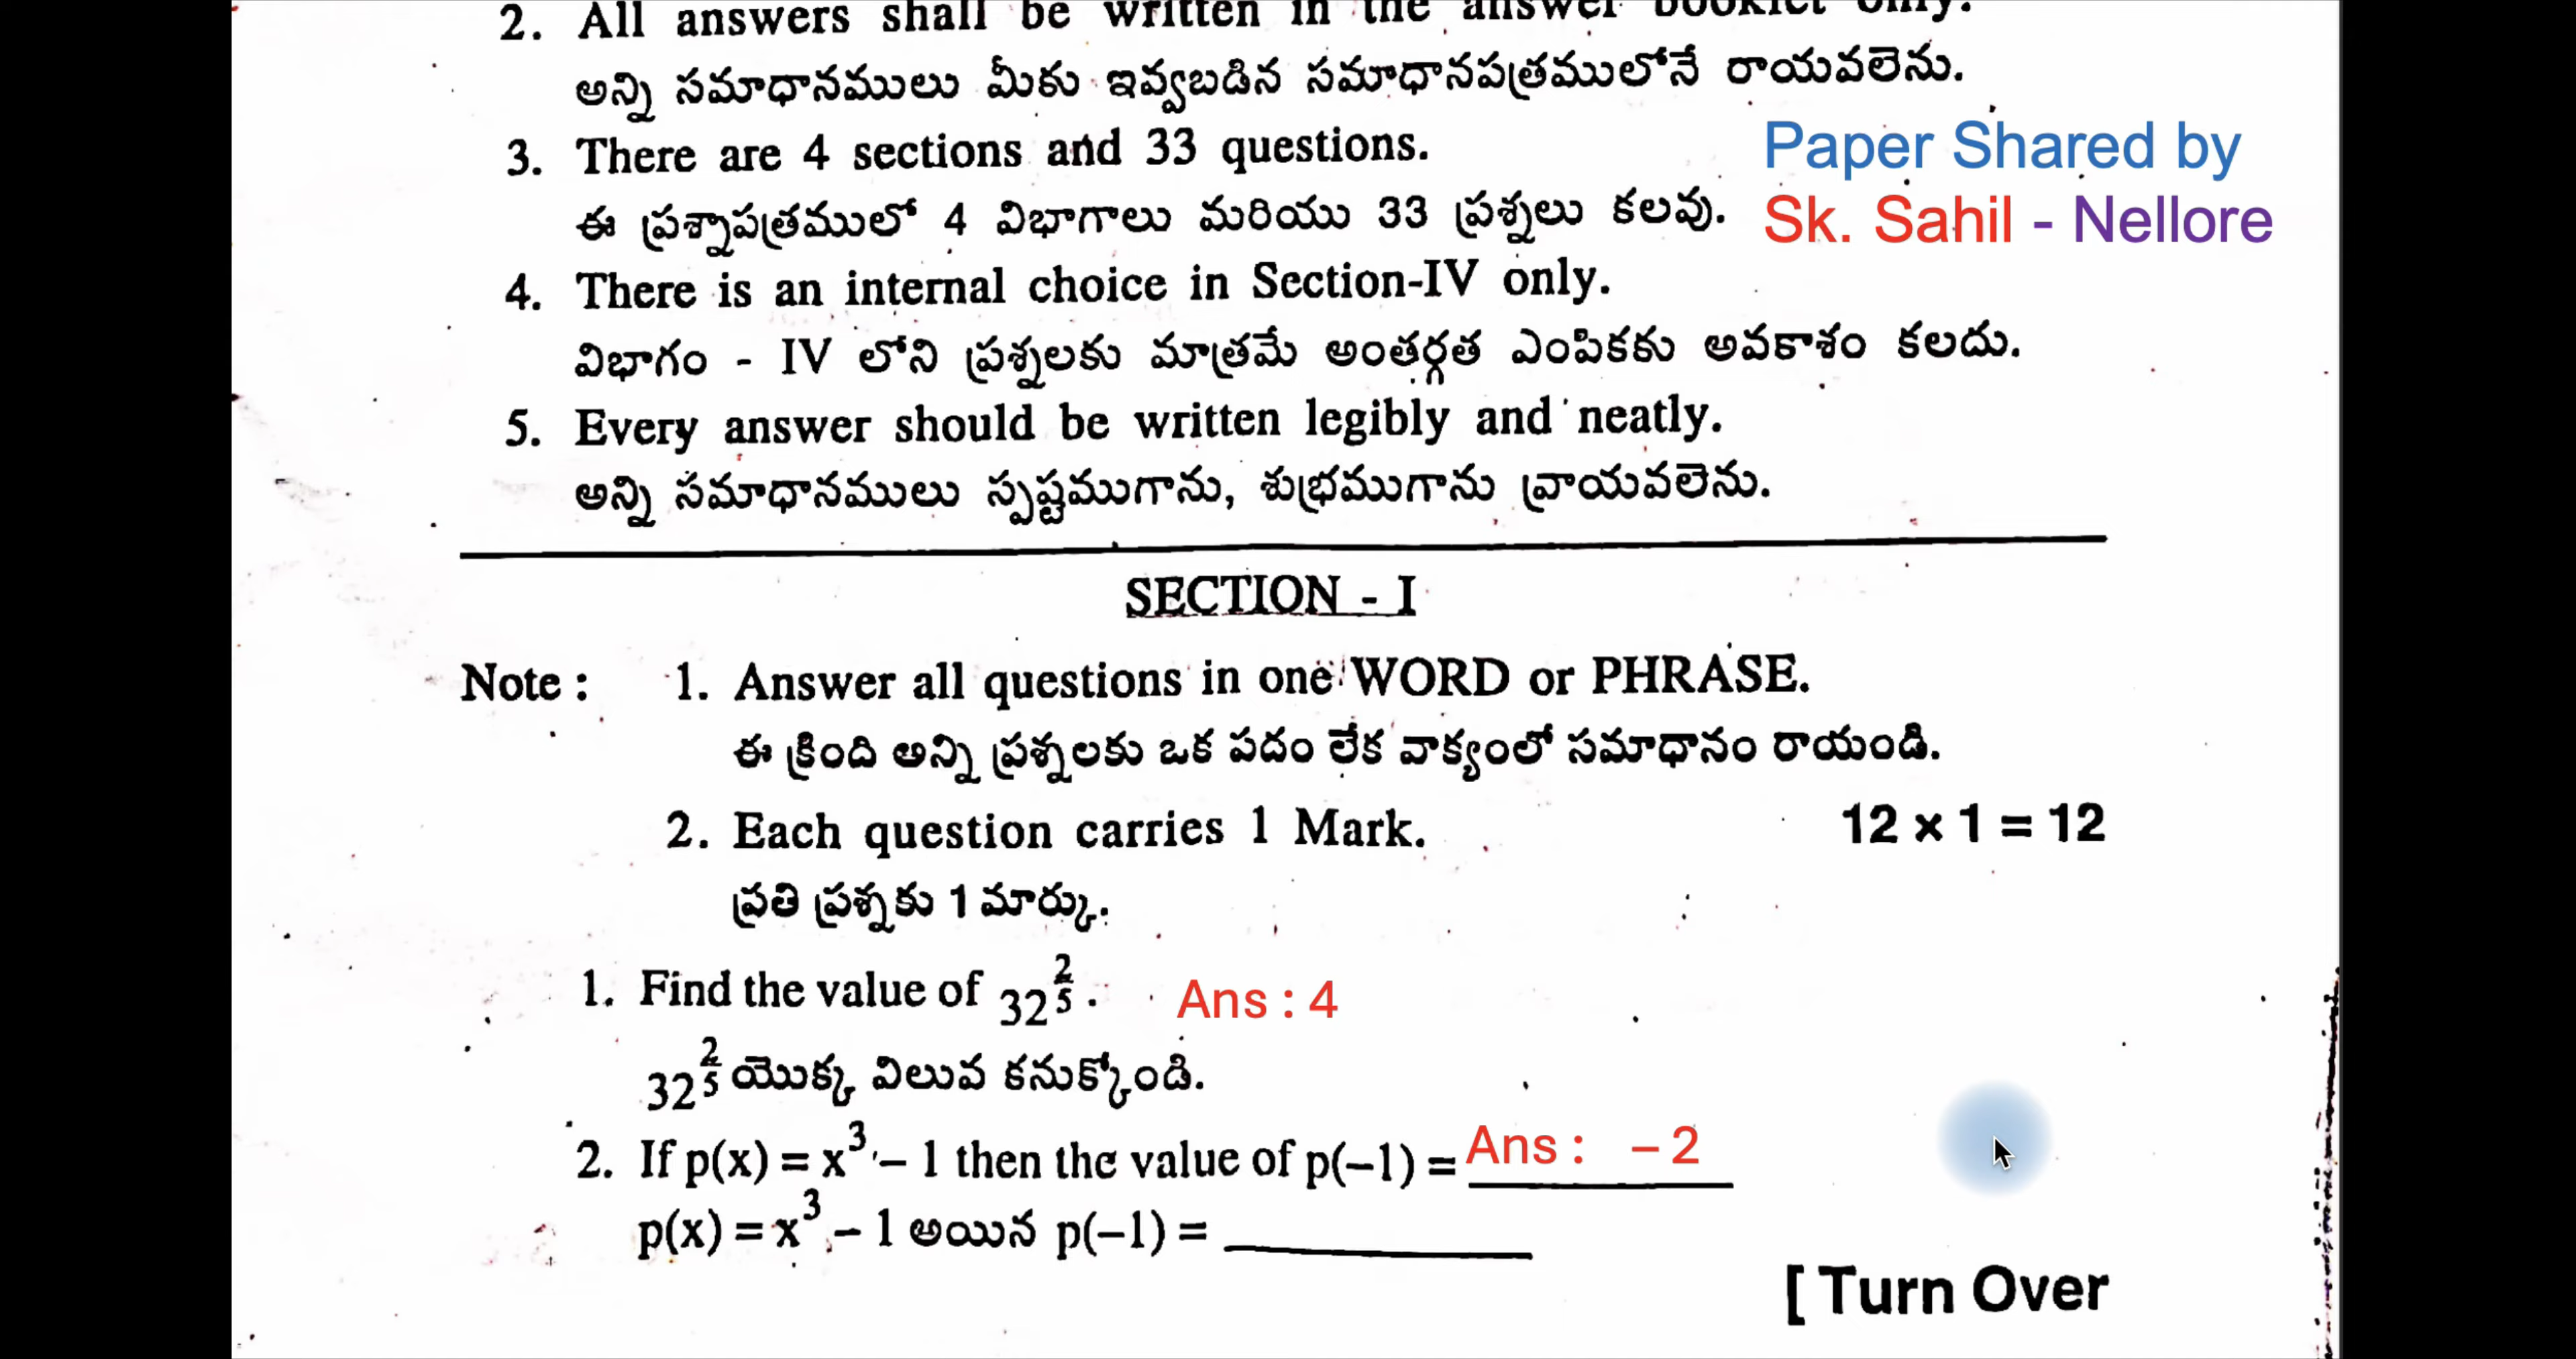 2. All answers shall be written in the answer booklet only.
అన్ని సమాధానములు మీకు ఇవ్వబడిన సమాధానపత్రములోనే రాయవలెను.
3. There are 4 sections and 33 questions.
Paper Shared by
ఈ ప్రశ్నాపత్రములో 4 విభాగాలు మరియు 33 ప్రశ్నలు కలవు.
Sk. Sahil - Nellore
4. There is an internal choice in Section-IV only.
విభాగం - IV లోని ప్రశ్నలకు మాత్రమే అంతర్గత ఎంపికకు అవకాశం కలదు.
5. Every answer should be written legibly and neatly.
అన్ని సమాధానములు స్పష్టముగాను, శుభ్రముగాను వ్రాయవలెను.
SECTION - I
Note : 1. Answer all questions in one WORD or PHRASE.
ఈ క్రింది అన్ని ప్రశ్నలకు ఒక పదం లేక వాక్యంలో సమాధానం రాయండి.
2. Each question carries 1 Mark. 12 × 1 = 12
ప్రతి ప్రశ్నకు 1 మార్కు.
1. Find the value of 32^(2/5). Ans : 4
32^(2/5) యొక్క విలువ కనుక్కోండి.
2. If p(x) = x³ – 1 then the value of p(–1) = Ans : – 2
p(x) = x³ – 1 అయిన p(–1) = ________
[ Turn Over